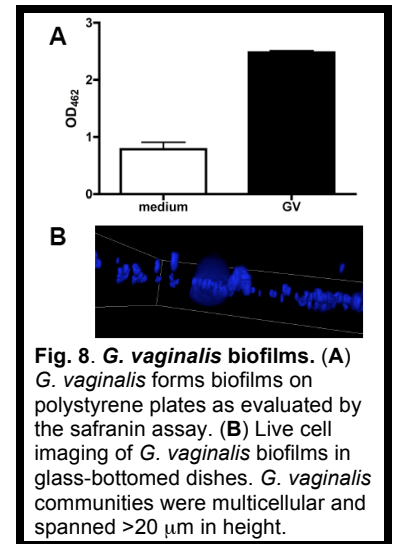 A
3
2
1
0
OD462
medium GV
B
Fig. 8. G. vaginalis biofilms. (A)
G. vaginalis forms biofilms on
polystyrene plates as evaluated by
the safranin assay. (B) Live cell
imaging of G. vaginalis biofilms in
glass-bottomed dishes. G. vaginalis
communities were multicellular and
spanned >20 μm in height.